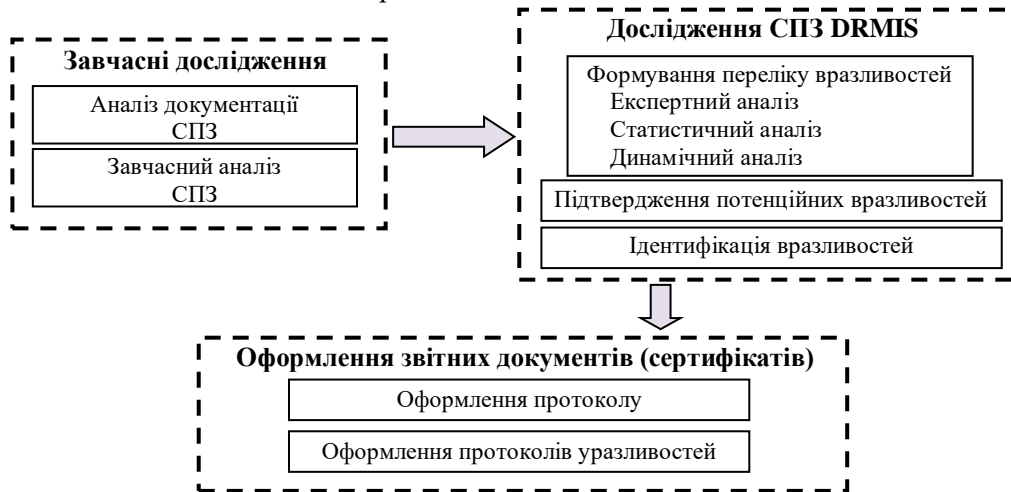 Завчасні дослідження
Аналіз документації
СПЗ
Завчасний аналіз
СПЗ
Дослідження СПЗ DRMIS
Формування переліку вразливостей
Експертний аналіз
Статистичний аналіз
Динамічний аналіз
Підтвердження потенційних вразливостей
Ідентифікація вразливостей
Оформлення звітних документів (сертифікатів)
Оформлення протоколу
Оформлення протоколів уразливостей